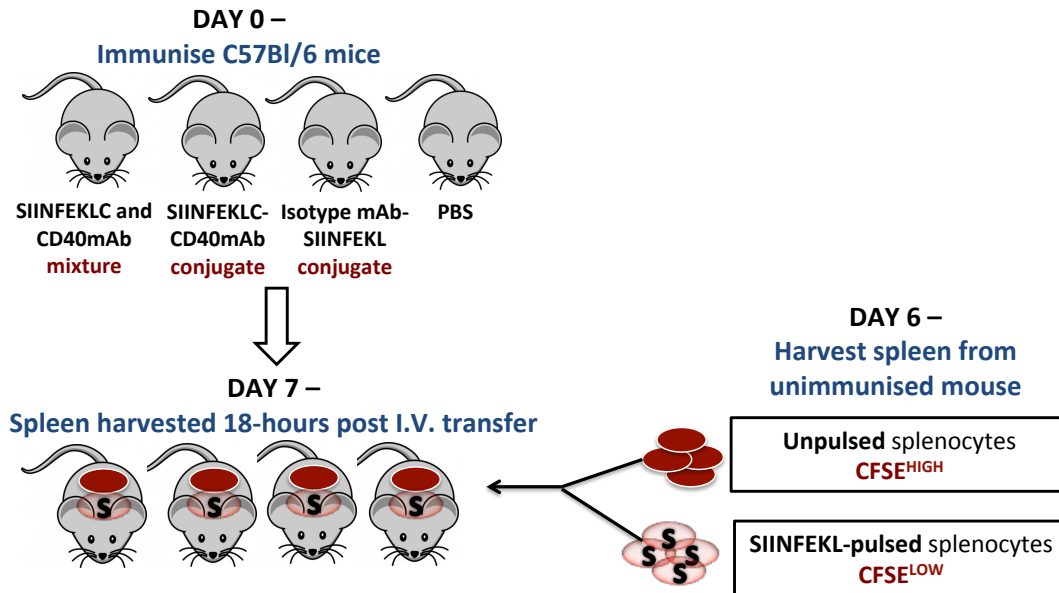 DAY 0 –
Immunise C57Bl/6 mice
SIINFEKLC and
CD40mAb
mixture
SIINFEKLC-
CD40mAb
conjugate
Isotype mAb-
SIINFEKL
conjugate
PBS
DAY 7 –
Spleen harvested 18-hours post I.V. transfer
S
S
S
S
DAY 6 –
Harvest spleen from
unimmunised mouse
Unpulsed splenocytes
CFSEHIGH
S
S
S
S
SIINFEKL-pulsed splenocytes
CFSELOW